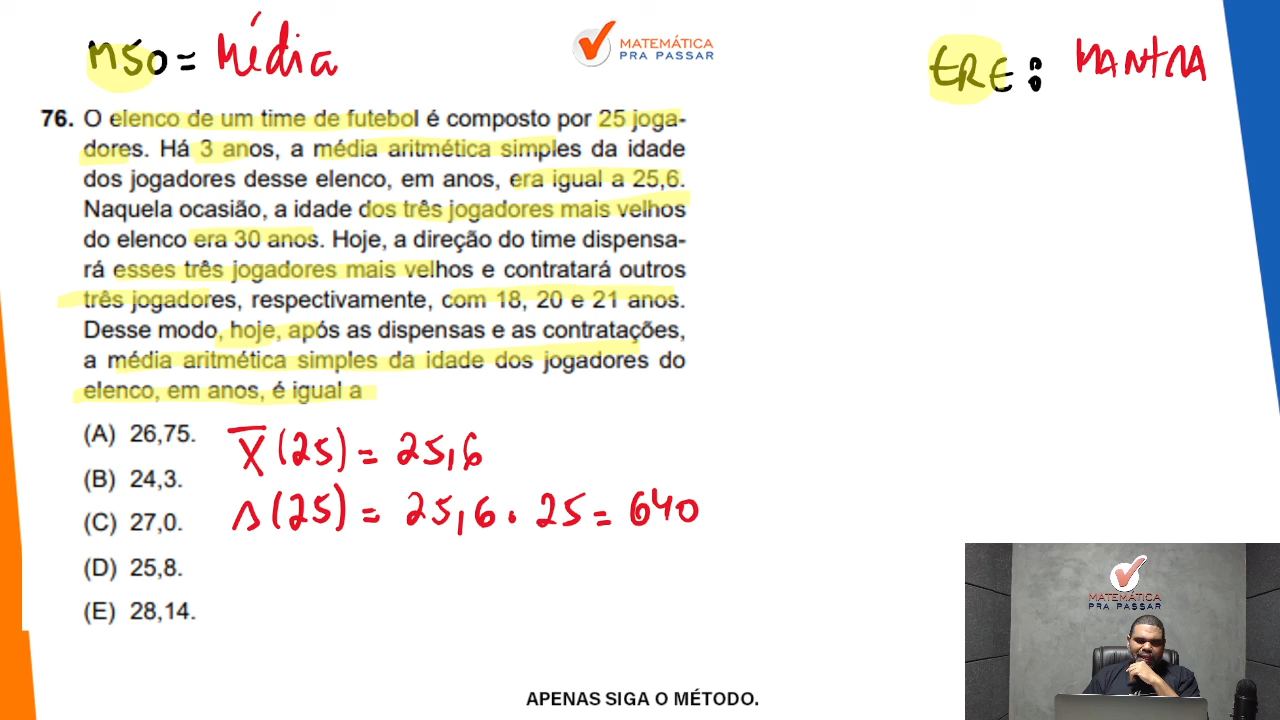 MSO = Média
MATEMÁTICA
PRA PASSAR
ERE : MANTRA
76. O elenco de um time de futebol é composto por 25 joga-
dores. Há 3 anos, a média aritmética simples da idade
dos jogadores desse elenco, em anos, era igual a 25,6.
Naquela ocasião, a idade dos três jogadores mais velhos
do elenco era 30 anos. Hoje, a direção do time dispensa-
rá esses três jogadores mais velhos e contratará outros
três jogadores, respectivamente, com 18, 20 e 21 anos.
Desse modo, hoje, após as dispensas e as contratações,
a média aritmética simples da idade dos jogadores do
elenco, em anos, é igual a
(A) 26,75.
(B) 24,3.
(C) 27,0.
(D) 25,8.
(E) 28,14.
X̅ (25) = 25,6
s (25) = 25,6 . 25 = 640
MATEMÁTICA
PRA PASSAR
APENAS SIGA O MÉTODO.